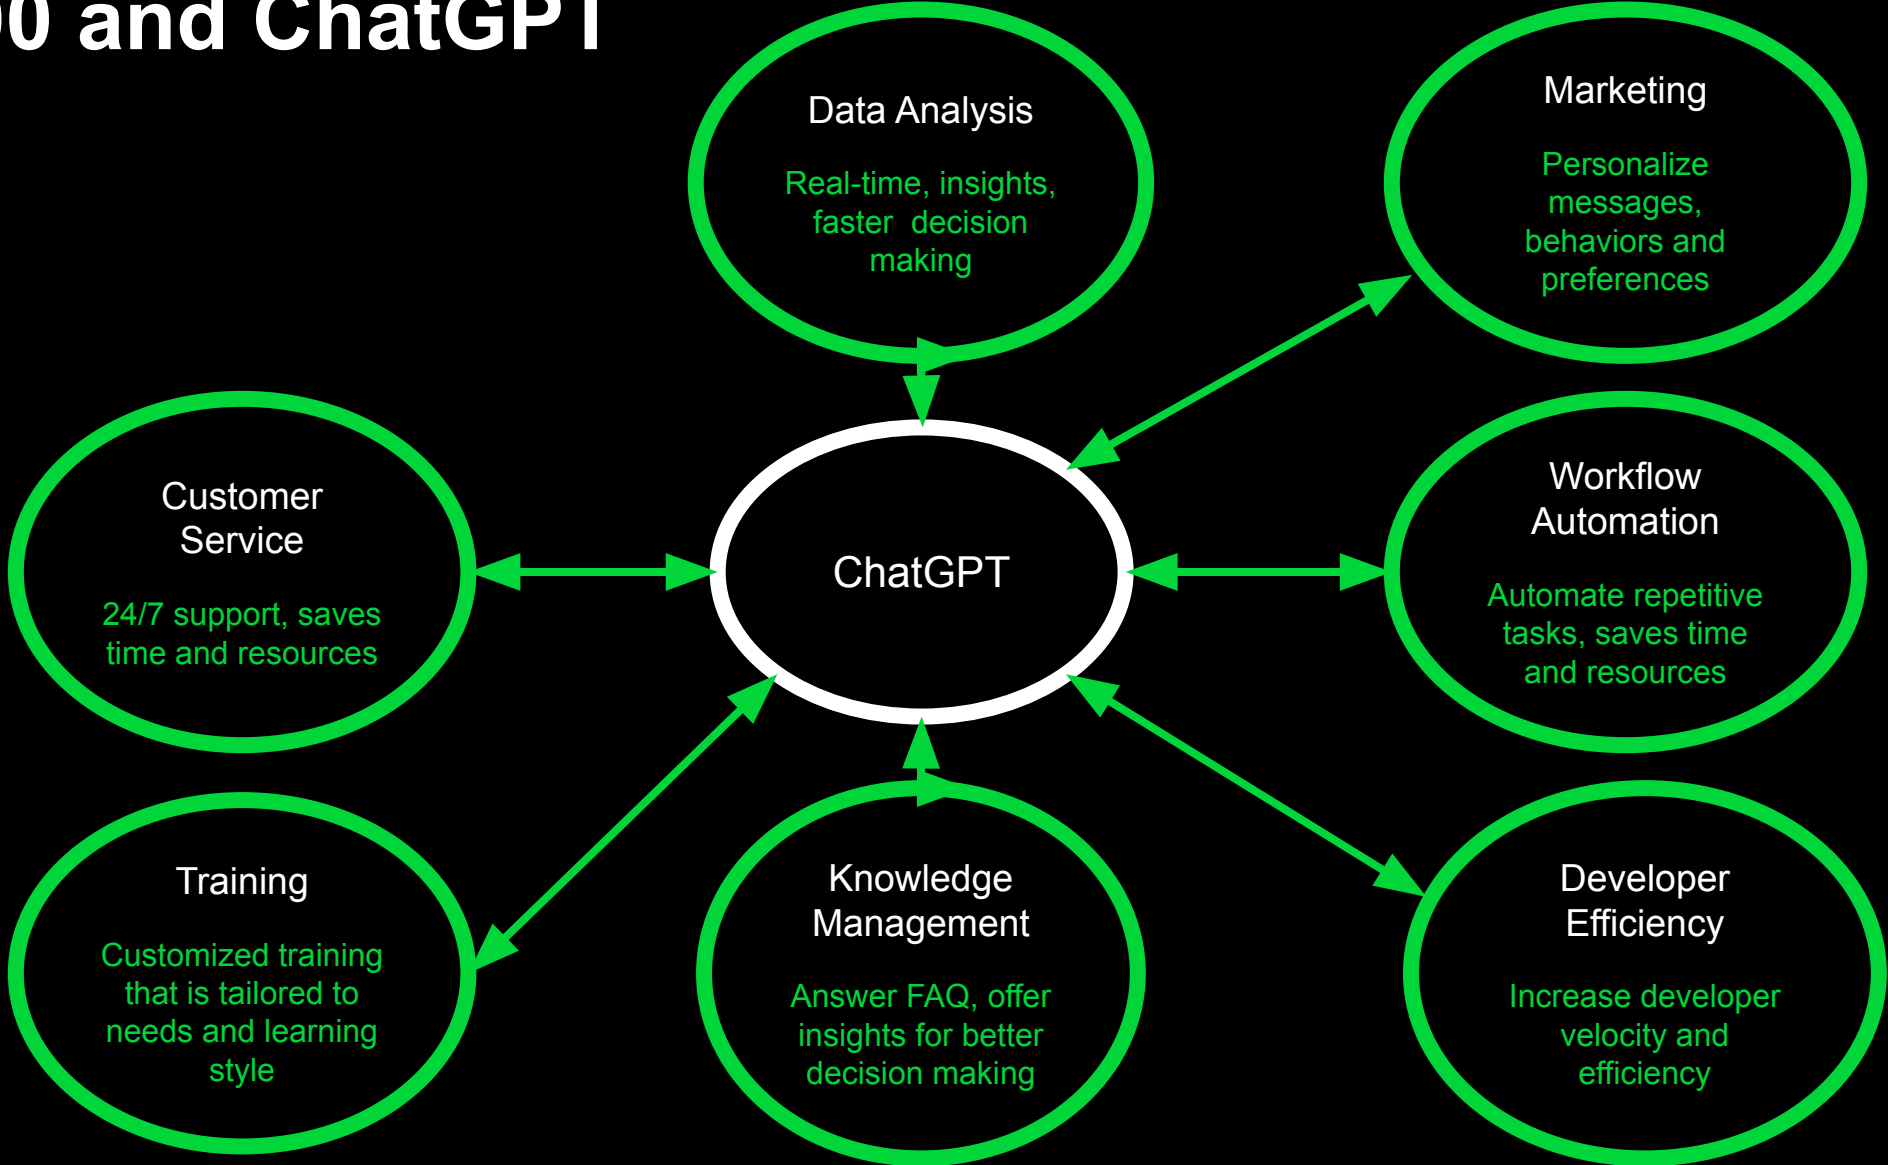 00 and ChatGPT
Data Analysis
Real-time, insights,
faster  decision
making
Marketing
Personalize
messages,
behaviors and
preferences
Customer
Service
24/7 support, saves
time and resources
ChatGPT
Workflow
Automation
Automate repetitive
tasks, saves time
and resources
Training
Customized training
that is tailored to
needs and learning
style
Knowledge
Management
Answer FAQ, offer
insights for better
decision making
Developer
Efficiency
Increase developer
velocity and
efficiency